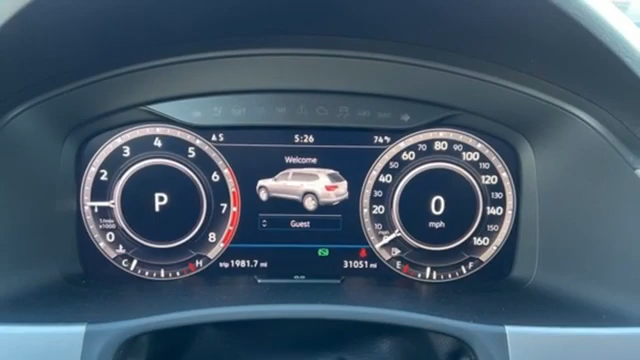 A S 5:26 74°F
Welcome
Guest
trip 1981.7 mi 31051 mi
P
1/min
x1000
0 1 2 3 4 5 6 7 8
C H
0
mph
10 20 30 40 50 60 70 80 90 100 120 140 150 160
E F